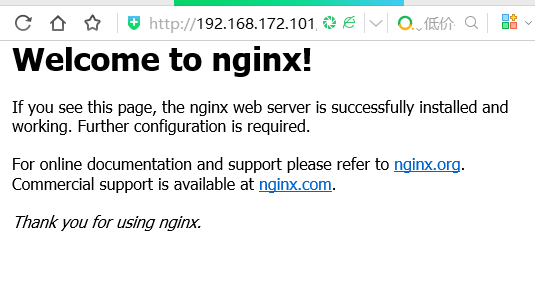 http://192.168.172.101/ 低价
Welcome to nginx!
If you see this page, the nginx web server is successfully installed and
working. Further configuration is required.
For online documentation and support please refer to nginx.org.
Commercial support is available at nginx.com.
Thank you for using nginx.